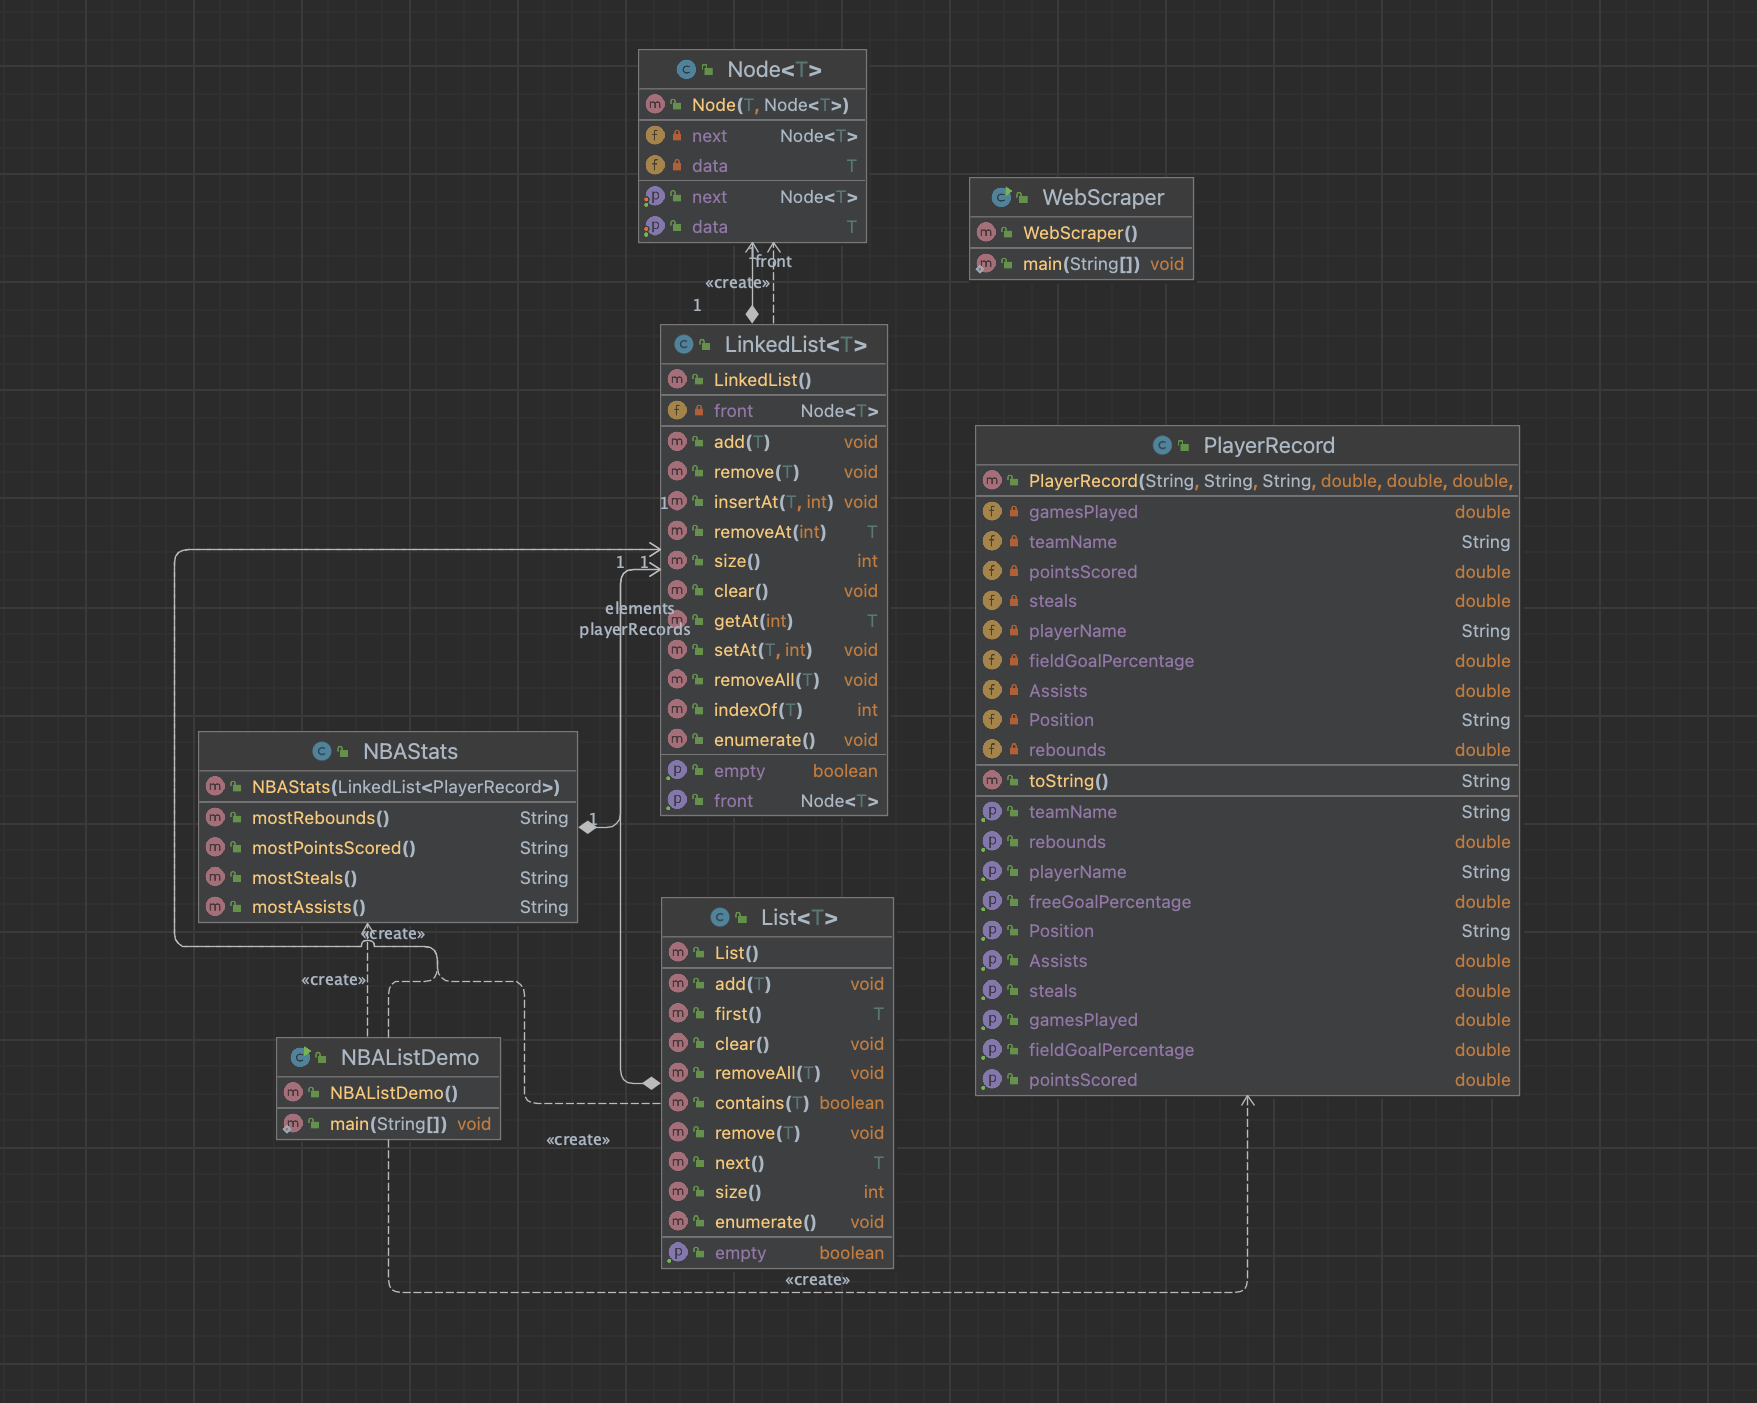 Node<T>
Node(T, Node<T>)
next Node<T>
data T
next Node<T>
data T
WebScraper
WebScraper()
main(String[]) void
1
front
«create»
1
LinkedList<T>
LinkedList()
front Node<T>
add(T) void
remove(T) void
1
insertAt(T, int) void
removeAt(int) T
1 1
size() int
clear() void
elements
getAt(int) T
playerRecords
setAt(T, int) void
removeAll(T) void
indexOf(T) int
enumerate() void
empty boolean
front Node<T>
PlayerRecord
PlayerRecord(String, String, String, double, double, double,
gamesPlayed double
teamName String
pointsScored double
steals double
playerName String
fieldGoalPercentage double
Assists double
Position String
rebounds double
toString() String
teamName String
rebounds double
playerName String
freeGoalPercentage double
Position String
Assists double
steals double
gamesPlayed double
fieldGoalPercentage double
pointsScored double
NBAStats
NBAStats(LinkedList<PlayerRecord>)
mostRebounds() String
1
mostPointsScored() String
mostSteals() String
mostAssists() String
«create»
«create»
NBAListDemo
NBAListDemo()
main(String[]) void
«create»
List<T>
List()
add(T) void
first() T
clear() void
removeAll(T) void
contains(T) boolean
remove(T) void
next() T
size() int
enumerate() void
empty boolean
«create»